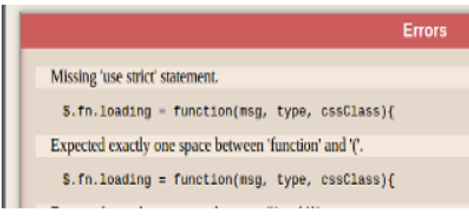 Errors
Missing 'use strict' statement.
$.fn.loading = function(msg, type, cssClass){
Expected exactly one space between 'function' and '('.
$.fn.loading = function(msg, type, cssClass){